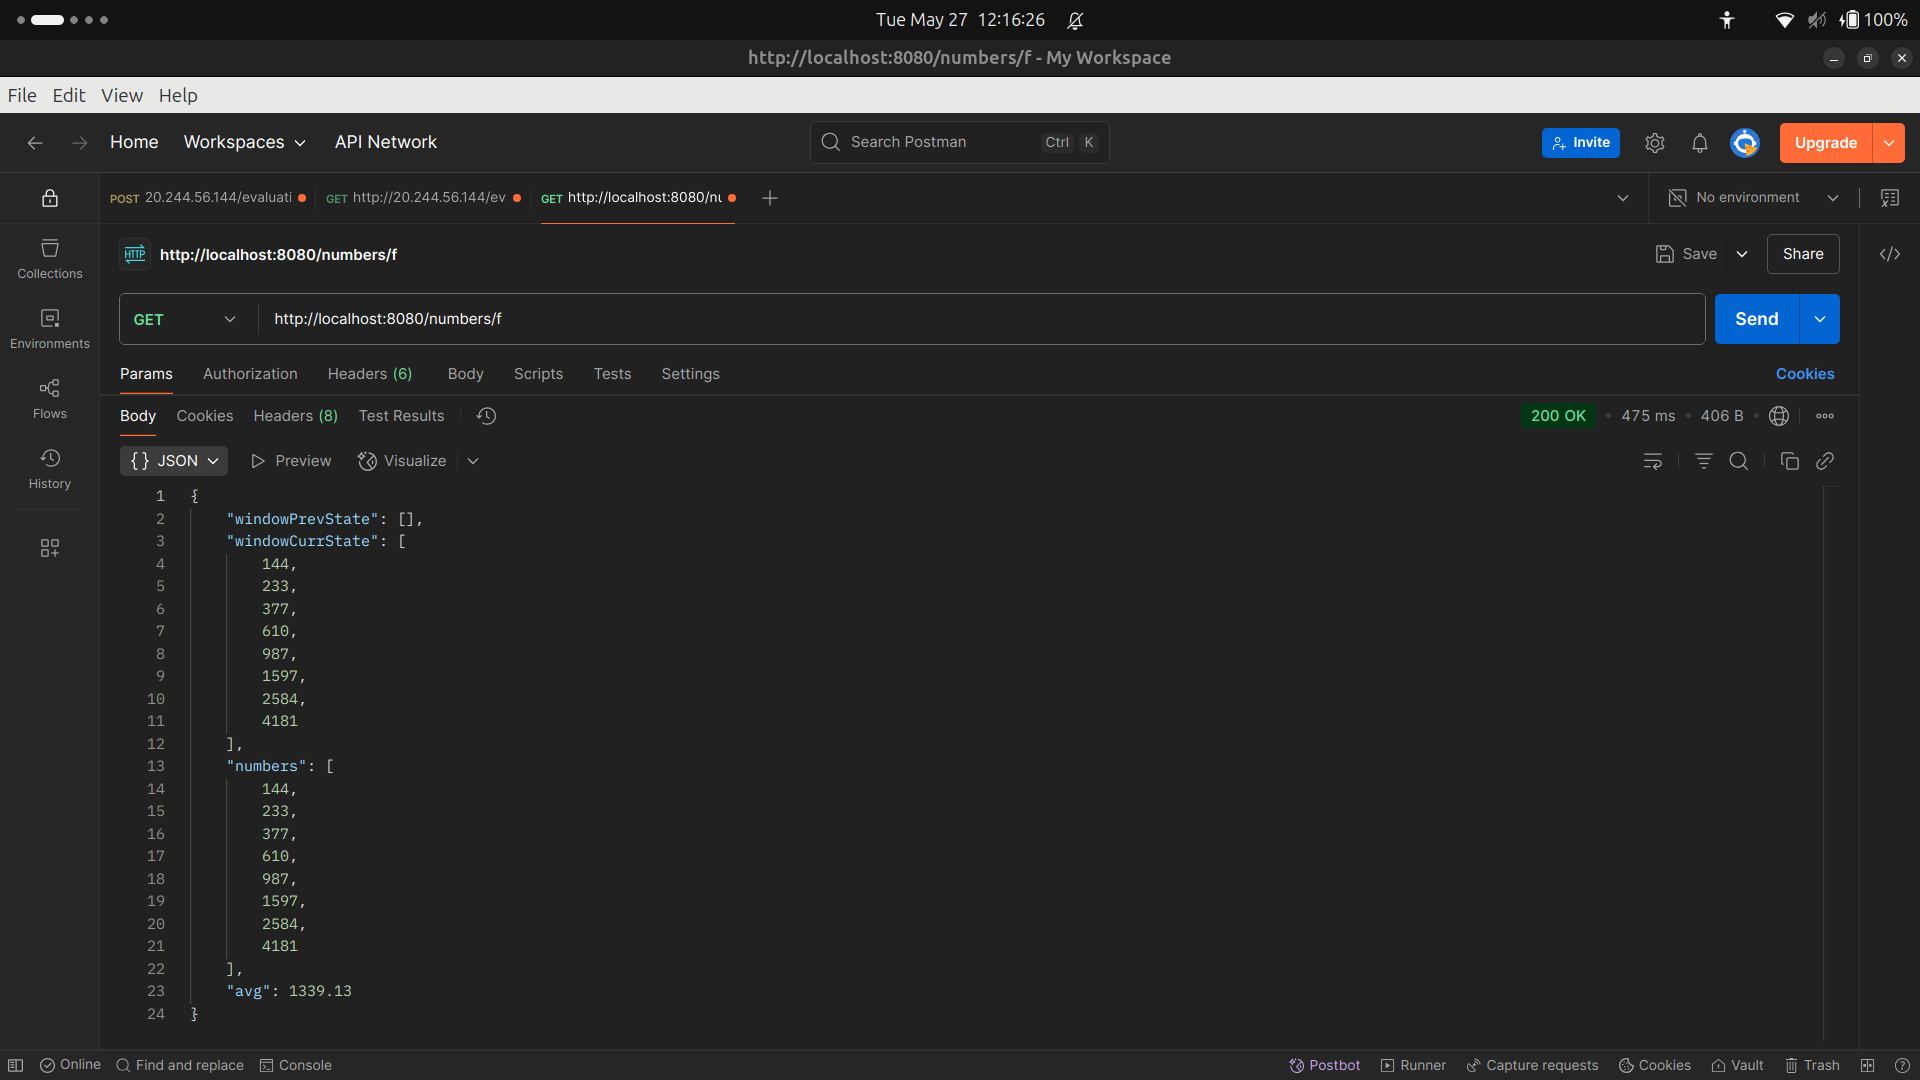 Tue May 27 12:16:26
100%
http://localhost:8080/numbers/f - My Workspace
File Edit View Help
Home Workspaces API Network
Search Postman Ctrl K
Invite
Upgrade
POST 20.244.56.144/evaluati
GET http://20.244.56.144/ev
GET http://localhost:8080/nu
No environment
HTTP http://localhost:8080/numbers/f
Save Share
Collections
Environments
Flows
History
GET http://localhost:8080/numbers/f
Send
Params Authorization Headers (6) Body Scripts Tests Settings
Cookies
Body Cookies Headers (8) Test Results
200 OK • 475 ms • 406 B •
{} JSON Preview Visualize
1 {
2 "windowPrevState": [],
3 "windowCurrState": [
4 144,
5 233,
6 377,
7 610,
8 987,
9 1597,
10 2584,
11 4181
12 ],
13 "numbers": [
14 144,
15 233,
16 377,
17 610,
18 987,
19 1597,
20 2584,
21 4181
22 ],
23 "avg": 1339.13
24 }
Online Find and replace Console
Postbot Runner Capture requests Cookies Vault Trash